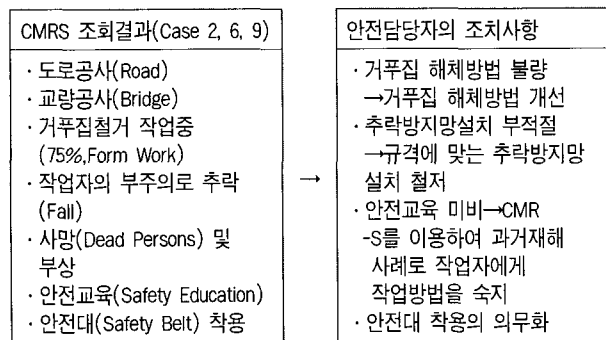 CMRS 조회결과(Case 2, 6, 9)
· 도로공사(Road)
· 교량공사(Bridge)
· 거푸집철거 작업중
(75%,Form Work)
· 작업자의 부주의로 추락
(Fall)
· 사망(Dead Persons) 및
부상
· 안전교육(Safety Education)
· 안전대(Safety Belt) 착용
→
안전담당자의 조치사항
· 거푸집 해체방법 불량
→거푸집 해체방법 개선
· 추락방지망설치 부적절
→규격에 맞는 추락방지망
설치 철저
· 안전교육 미비→CMR
-S를 이용하여 과거재해
사례로 작업자에게
작업방법을 숙지
· 안전대 착용의 의무화